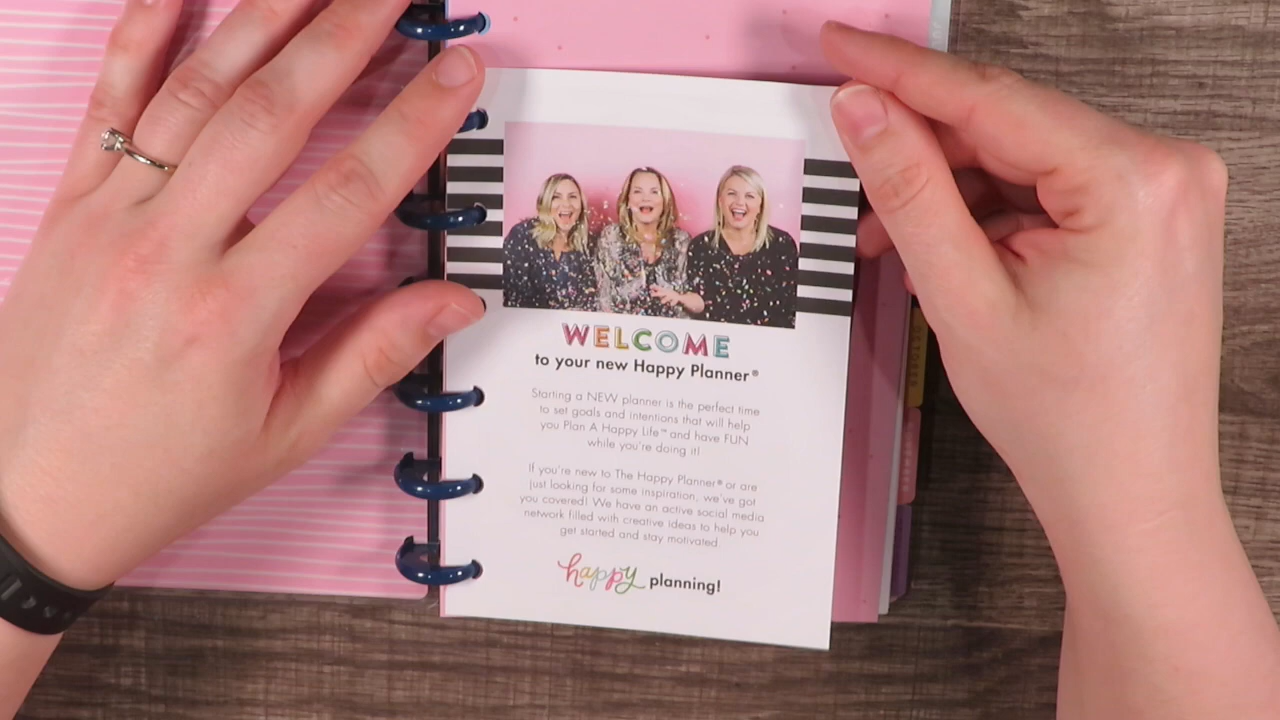 WELCOME
to your new Happy Planner®
Starting a NEW planner is the perfect time
to set goals and intentions that will help
you Plan A Happy Life™ and have FUN
while you're doing it!
If you're new to The Happy Planner® or are
just looking for some inspiration, we've got
you covered! We have an active social media
network filled with creative ideas to help you
get started and stay motivated
happy planning!
OCTOBER